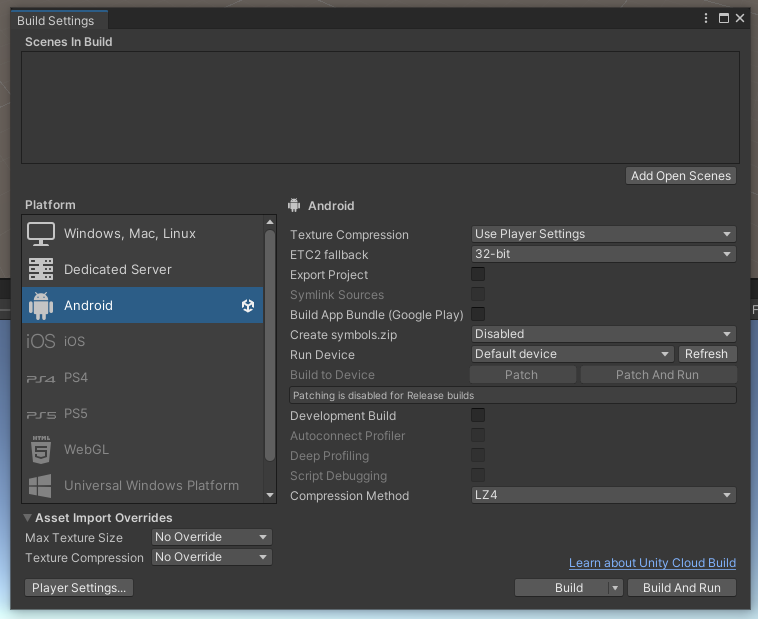 Build Settings
Scenes In Build
Add Open Scenes
Platform
Windows, Mac, Linux
Dedicated Server
Android
iOS iOS
PS4 PS4
PS5 PS5
HTML 5 WebGL
Universal Windows Platform
Asset Import Overrides
Max Texture Size No Override
Texture Compression No Override
Player Settings...
Android
Texture Compression Use Player Settings
ETC2 fallback 32-bit
Export Project
Symlink Sources
Build App Bundle (Google Play)
Create symbols.zip Disabled
Run Device Default device Refresh
Build to Device Patch Patch And Run
Patching is disabled for Release builds
Development Build
Autoconnect Profiler
Deep Profiling
Script Debugging
Compression Method LZ4
Learn about Unity Cloud Build
Build Build And Run